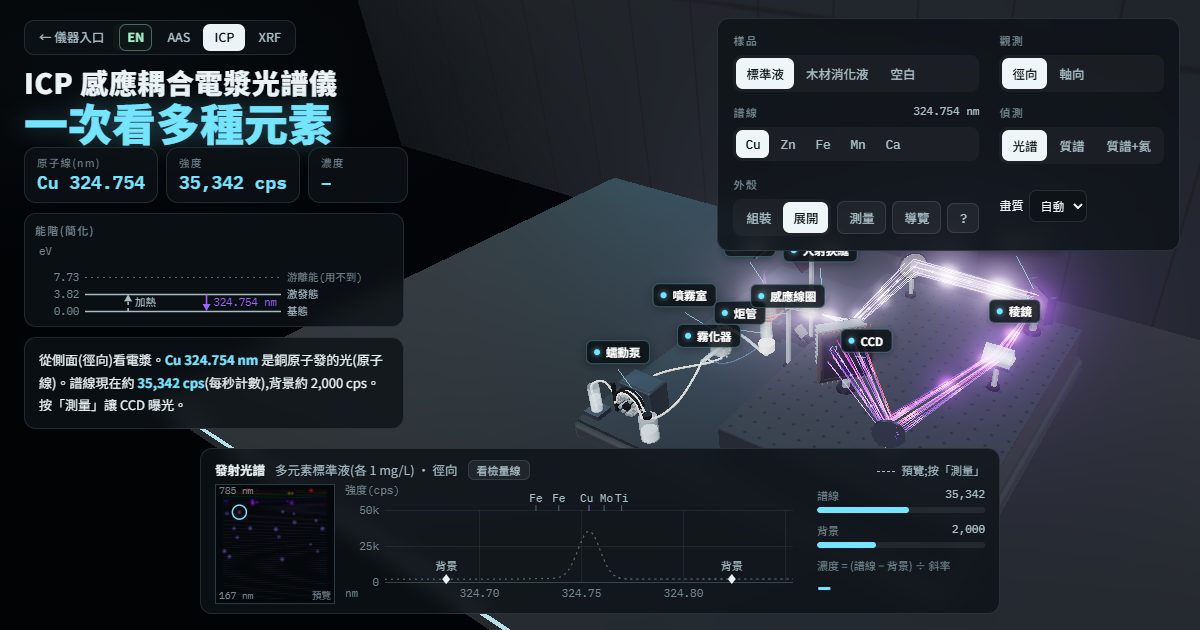 ← 儀器入口 EN AAS ICP XRF
ICP 感應耦合電漿光譜儀
一次看多種元素
原子線(nm)
Cu 324.754
強度
35,342 cps
濃度
–
能階(簡化)
eV
7.73 游離能(用不到)
3.82 激發態
加熱 324.754 nm
0.00 基態
從側面(徑向)看電漿。Cu 324.754 nm 是銅原子發的光(原子
線)。譜線現在約 35,342 cps(每秒計數),背景約 2,000 cps。
按「測量」讓 CCD 曝光。
樣品
標準液 木材消化液 空白
觀測
徑向 軸向
譜線 324.754 nm
Cu Zn Fe Mn Ca
偵測
光譜 質譜 質譜+氦
外殼
組裝 展開 測量 導覽 ?
畫質 自動
入射狹縫
噴霧室
感應線圈
炬管
稜鏡
霧化器
CCD
蠕動泵
發射光譜 多元素標準液(各 1 mg/L)・徑向 看檢量線
預覽;按「測量」
785 nm
167 nm 預覽
強度(cps)
Fe Fe Cu Mo Ti
50k
25k
0
背景 背景
nm 324.70 324.75 324.80
譜線 35,342
背景 2,000
濃度 = (譜線 − 背景) ÷ 斜率
–